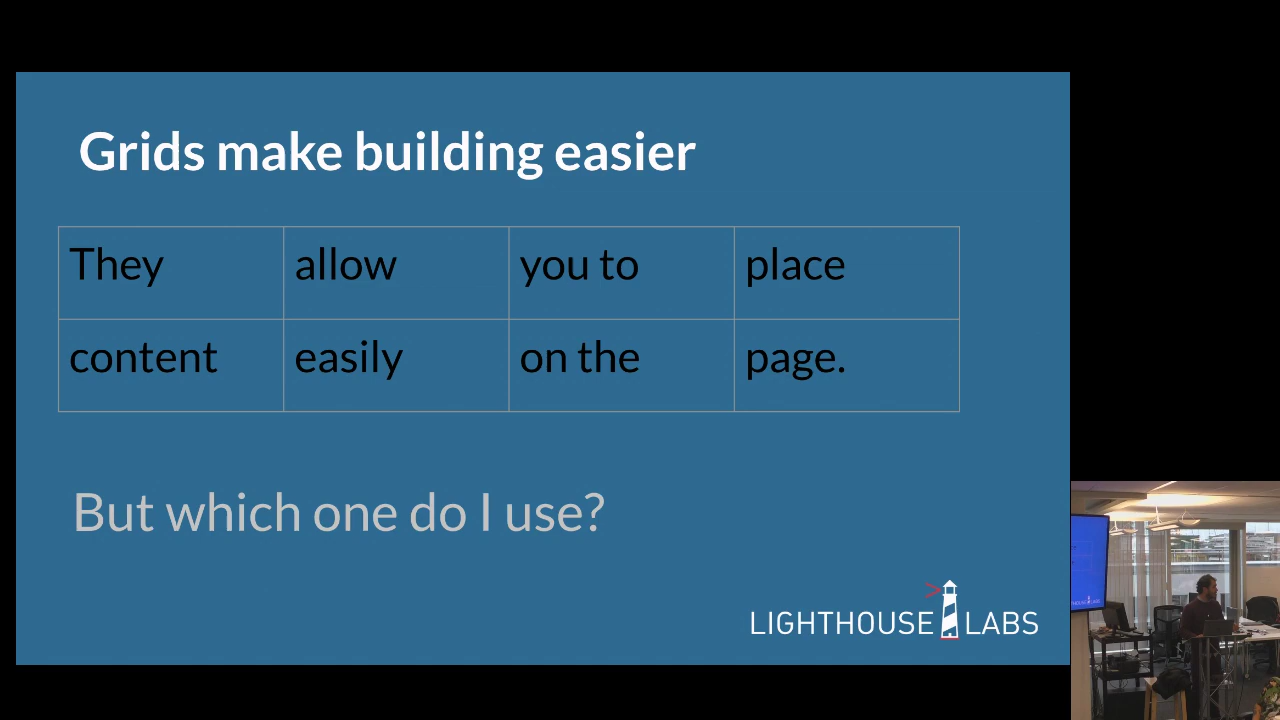 Grids make building easier
They allow you to place
content easily on the page.
But which one do I use?
LIGHTHOUSE LABS